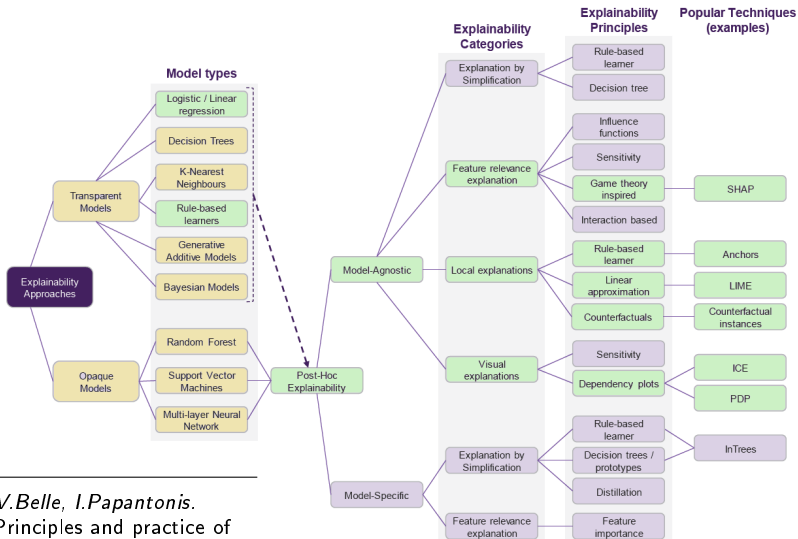 Explainability
Categories
Explainability
Principles
Popular Techniques
(examples)
Model types
Explainability
Approaches
Transparent
Models
Opaque
Models
Logistic / Linear
regression
Decision Trees
K-Nearest
Neighbours
Rule-based
learners
Generative
Additive Models
Bayesian Models
Random Forest
Support Vector
Machines
Multi-layer Neural
Network
Post-Hoc
Explainability
Model-Agnostic
Model-Specific
Explanation by
Simplification
Feature relevance
explanation
Local explanations
Visual
explanations
Explanation by
Simplification
Feature relevance
explanation
Rule-based
learner
Decision tree
Influence
functions
Sensitivity
Game theory
inspired
Interaction based
Rule-based
learner
Linear
approximation
Counterfactuals
Sensitivity
Dependency plots
Rule-based
learner
Decision trees /
prototypes
Distillation
Feature
importance
SHAP
Anchors
LIME
Counterfactual
instances
ICE
PDP
InTrees
V.Belle, I.Papantonis.
Principles and practice of